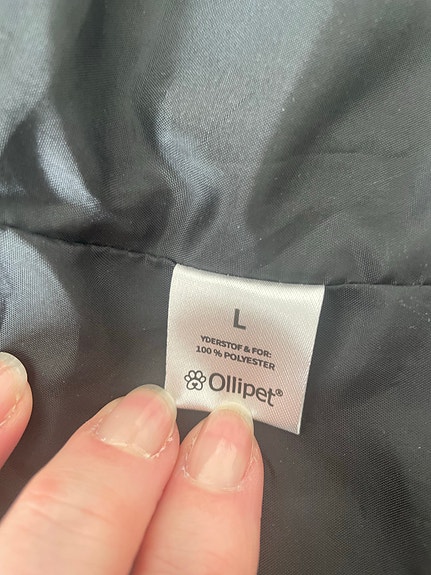 L
YDERSTOF & FOR:
100 % POLYESTER
Ollipet®